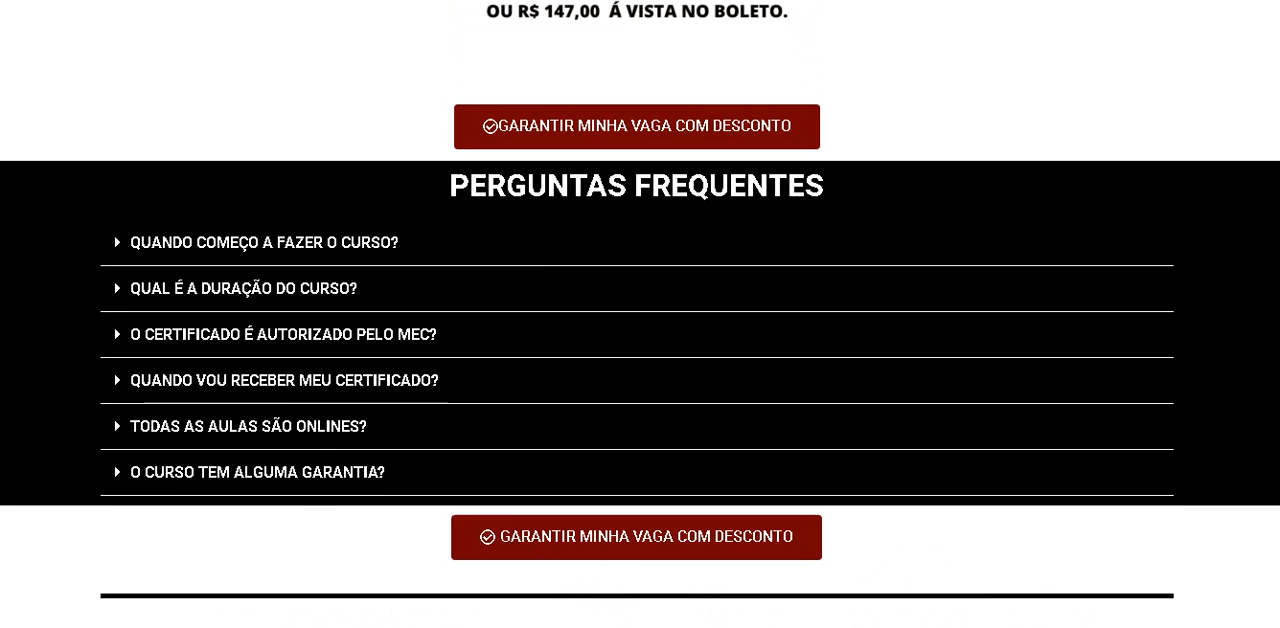 OU R$ 147,00 Á VISTA NO BOLETO.
GARANTIR MINHA VAGA COM DESCONTO
PERGUNTAS FREQUENTES
QUANDO COMEÇO A FAZER O CURSO?
QUAL É A DURAÇÃO DO CURSO?
O CERTIFICADO É AUTORIZADO PELO MEC?
QUANDO VOU RECEBER MEU CERTIFICADO?
TODAS AS AULAS SÃO ONLINES?
O CURSO TEM ALGUMA GARANTIA?
GARANTIR MINHA VAGA COM DESCONTO